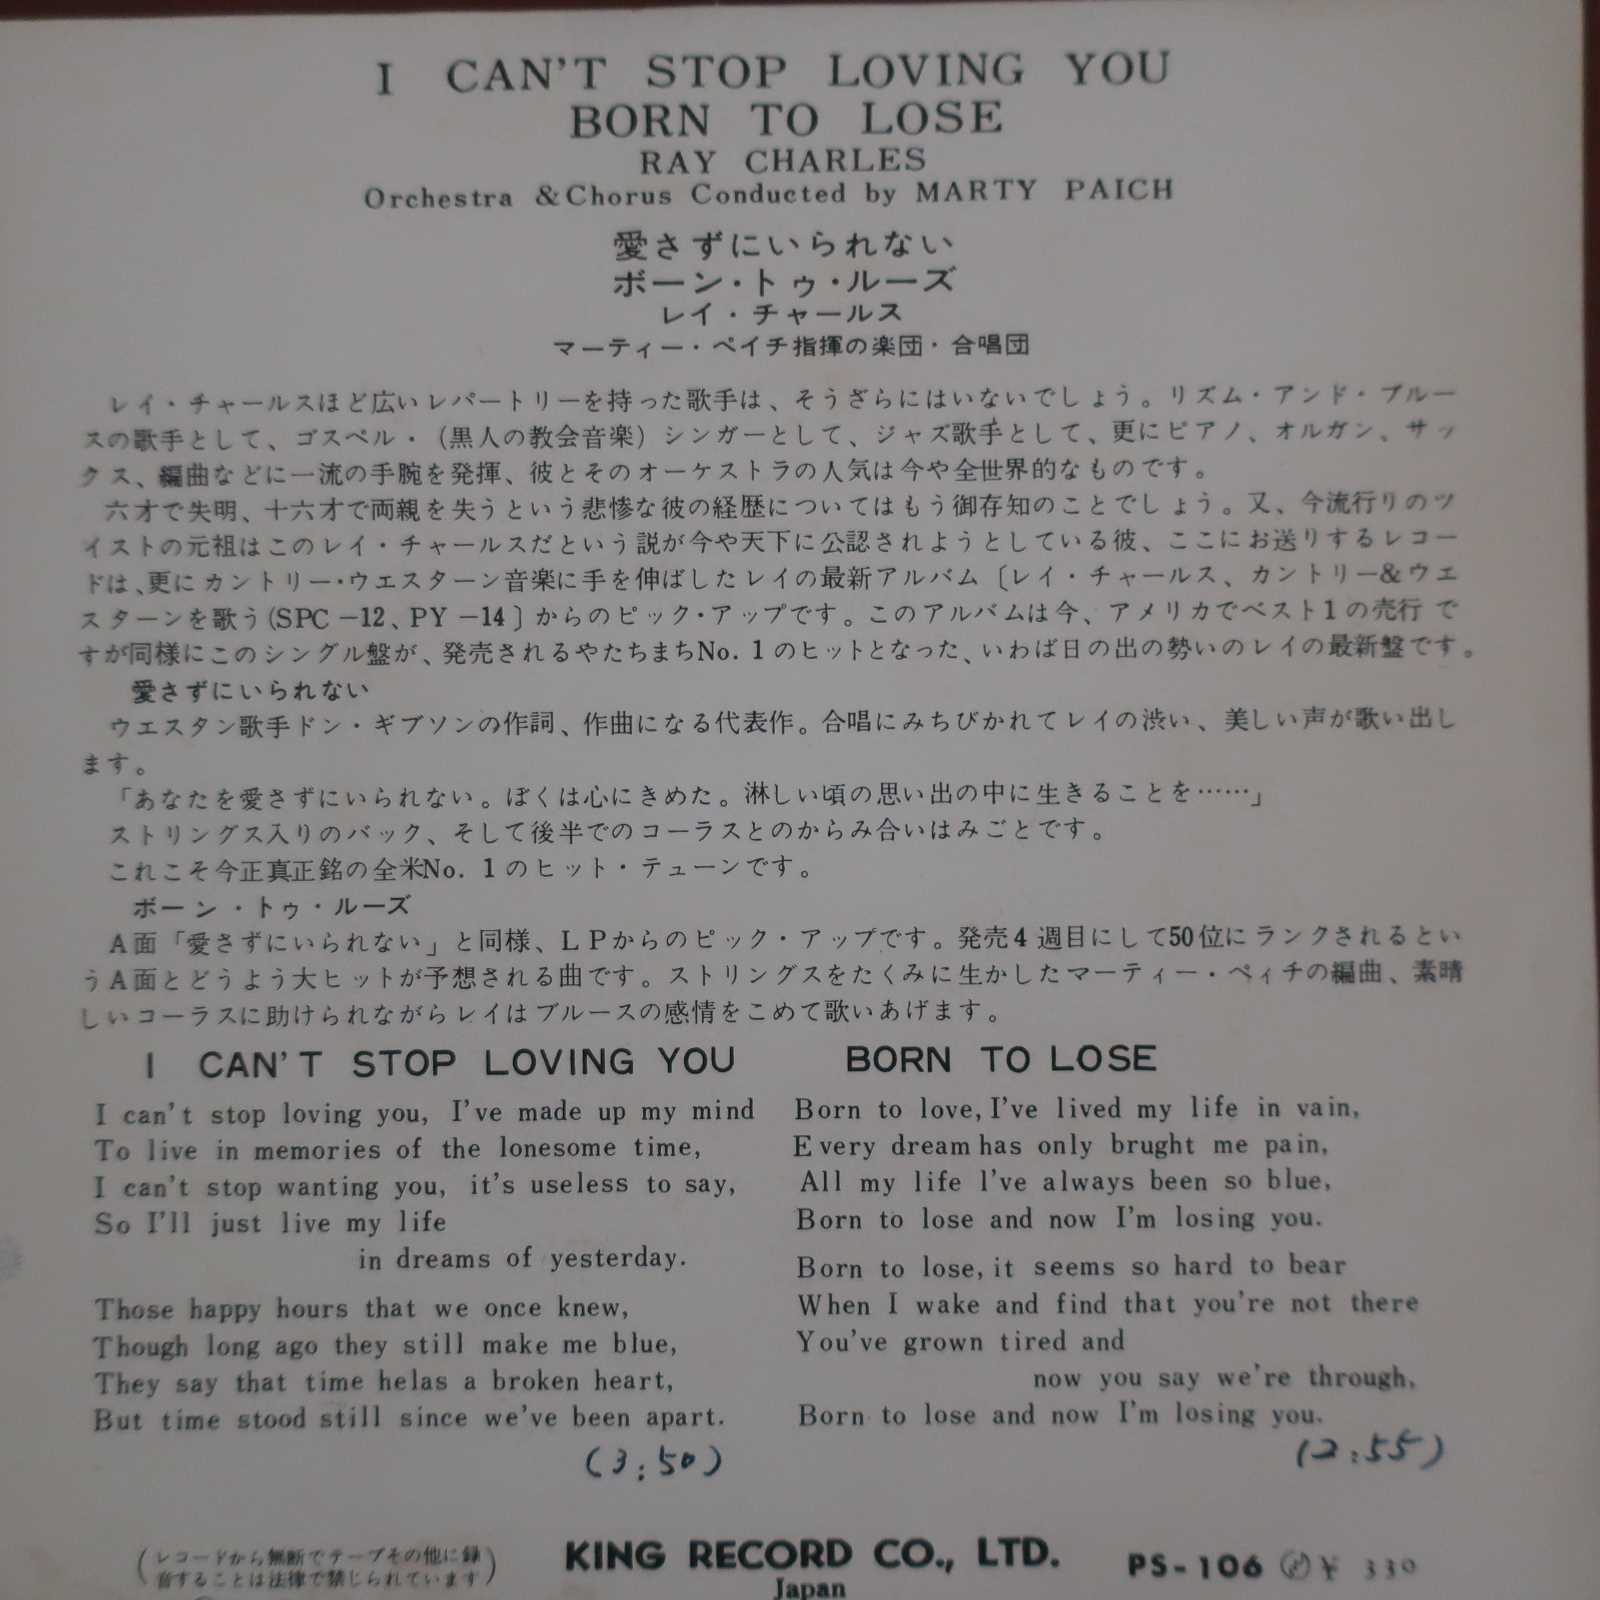 I CAN'T STOP LOVING YOU
BORN TO LOSE
RAY CHARLES
Orchestra & Chorus Conducted by MARTY PAICH
愛さずにいられない
ボーン・トゥ・ルーズ
レイ・チャールス
マーティー・ペイチ指揮の楽団・合唱団
レイ・チャールスほど広いレパートリーを持った歌手は、そうざらにはいないでしょう。リズム・アンド・ブルー
スの歌手として、ゴスペル・(黒人の教会音楽) シンガーとして、ジャズ歌手として、更にピアノ、オルガン、サッ
クス、編曲などに一流の手腕を発揮、彼とそのオーケストラの人気は今や全世界的なものです。
六才で失明、十六才で両親を失うという悲惨な彼の経歴についてはもう御存知のことでしょう。又、今流行りのツ
イストの元祖はこのレイ・チャールスだという説が今や天下に公認されようとしている彼、ここにお送りするレコー
ドは、更にカントリー・ウエスターン音楽に手を伸ばしたレイの最新アルバム〔レイ・チャールス、カントリー&ウエ
スターンを歌う(SPC－12、PY－14〕からのピック・アップです。このアルバムは今、アメリカでベスト1の売行で
すが同様にこのシングル盤が、発売されるやたちまちNo. 1のヒットとなった、いわば日の出の勢いのレイの最新盤です。
愛さずにいられない
ウエスタン歌手ドン・ギブソンの作詞、作曲になる代表作。合唱にみちびかれてレイの渋い、美しい声が歌い出し
ます。
「あなたを愛さずにいられない。ぼくは心にきめた。淋しい頃の思い出の中に生きることを……」
ストリングス入りのバック、そして後半でのコーラスとのからみ合いはみごとです。
これこそ今正真正銘の全米No. 1のヒット・テューンです。
ボーン・トゥ・ルーズ
A面「愛さずにいられない」と同様、LPからのピック・アップです。発売4週目にして50位にランクされるとい
うA面とどうよう大ヒットが予想される曲です。ストリングスをたくみに生かしたマーティー・ペィチの編曲、素晴
しいコーラスに助けられながらレイはブルースの感情をこめて歌いあげます。
I CAN'T STOP LOVING YOU
I can't stop loving you, I've made up my mind
To live in memories of the lonesome time,
I can't stop wanting you, it's useless to say,
So I'll just live my life
in dreams of yesterday.
Those happy hours that we once knew,
Though long ago they still make me blue,
They say that time helas a broken heart,
But time stood still since we've been apart.
(3:50)
BORN TO LOSE
Born to love, I've lived my life in vain,
Every dream has only brught me pain,
All my life l've always been so blue,
Born to lose and now I'm losing you.
Born to lose, it seems so hard to bear
When I wake and find that you're not there
You've grown tired and
now you say we're through,
Born to lose and now I'm losing you.
(2:55)
(レコードから無断でテープその他に録
音することは法律で禁じられています)
KING RECORD CO., LTD.
Japan
PS-106 ¥ 330